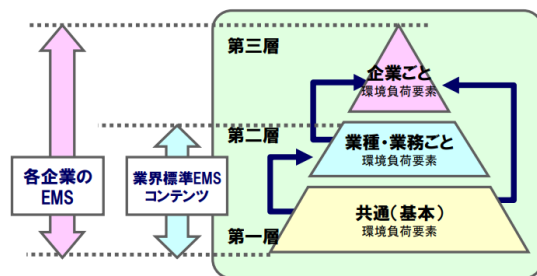 第三層
企業ごと
環境負荷要素
第二層
業種・業務ごと
環境負荷要素
各企業の
EMS
業界標準EMS
コンテンツ
共通(基本)
環境負荷要素
第一層